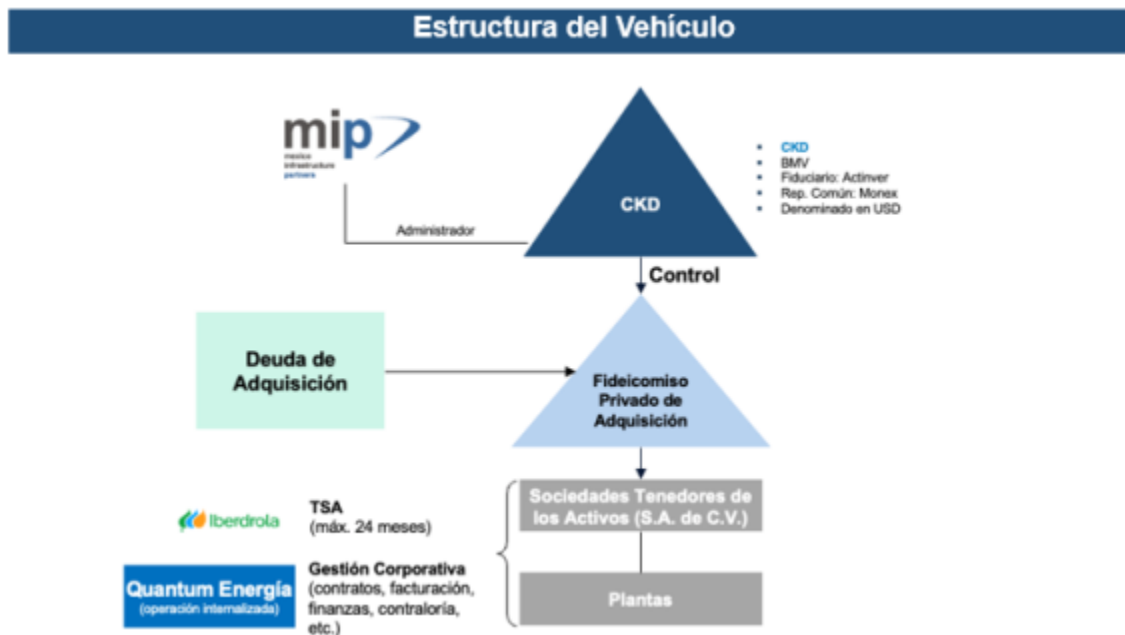 Estructura del Vehículo
mip
mexico
infrastructure
partners
Administrador
CKD
CKD
BMV
Fiduciario: Actinver
Rep. Común: Monex
Denominado en USD
Control
Deuda de
Adquisición
Fideicomiso
Privado de
Adquisición
Iberdrola
TSA
(máx. 24 meses)
Sociedades Tenedores de
los Activos (S.A. de C.V.)
Quantum Energía
(operación internalizada)
Gestión Corporativa
(contratos, facturación,
finanzas, contraloría,
etc.)
Plantas